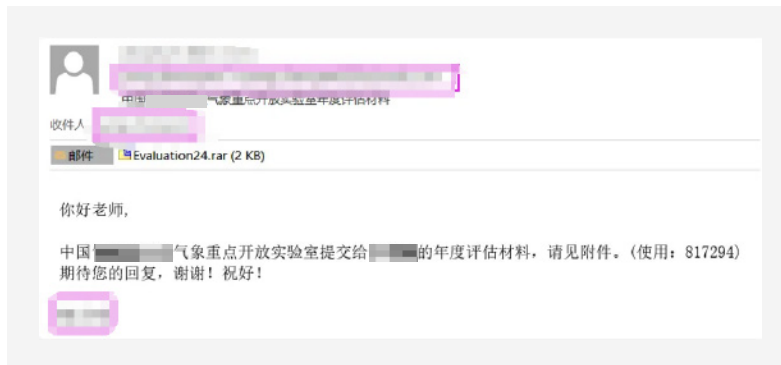 中国 气象重点开放实验室年度评估材料
收件人
邮件 Evaluation24.rar (2 KB)
你好老师,
中国 气象重点开放实验室提交给 的年度评估材料，请见附件。(使用：817294)
期待您的回复，谢谢！祝好！